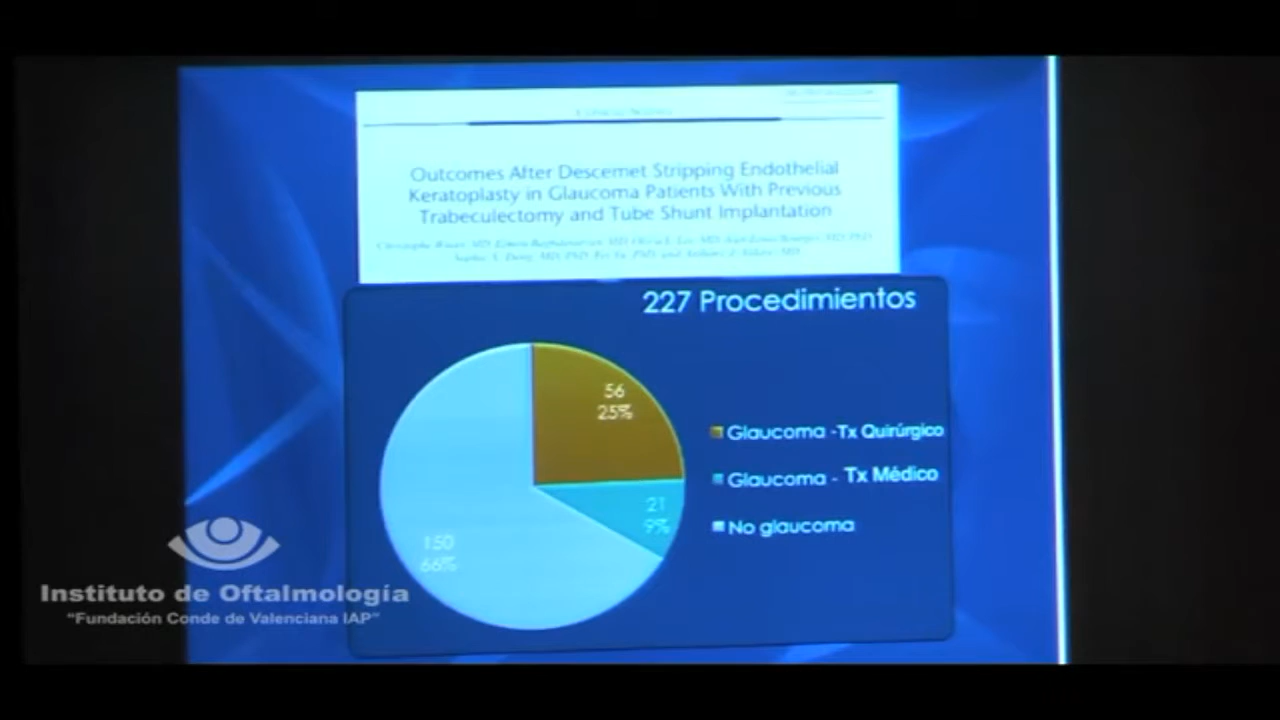 Outcomes After Descemet Stripping Endothelial
Keratoplasty in Glaucoma Patients With Previous
Trabeculectomy and Tube Shunt Implantation
227 Procedimientos
56
25%
21
9%
150
66%
Glaucoma -Tx Quirúrgico
Glaucoma - Tx Médico
No glaucoma
Instituto de Oftalmología
"Fundación Conde de Valenciana IAP"